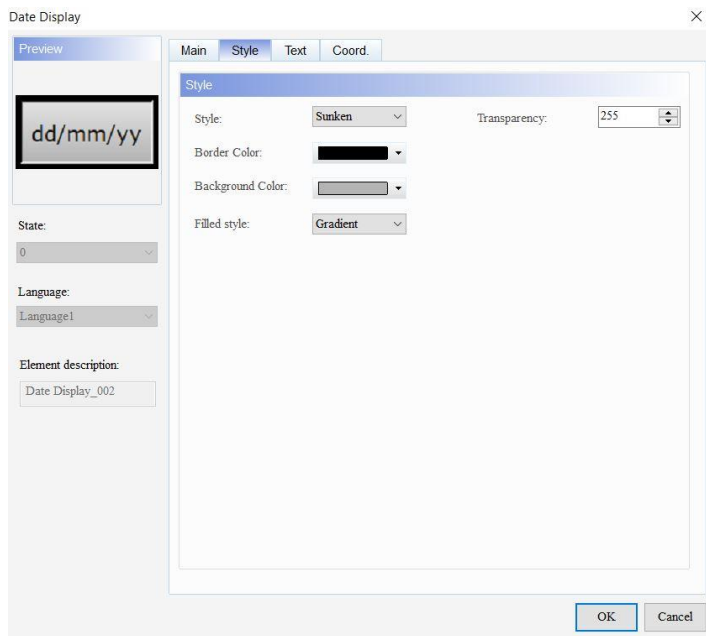 Date Display
Preview
dd/mm/yy
State:
0
Language:
Language1
Element description:
Date Display_002
Main Style Text Coord.
Style
Style: Sunken Transparency: 255
Border Color:
Background Color:
Filled style: Gradient
OK Cancel